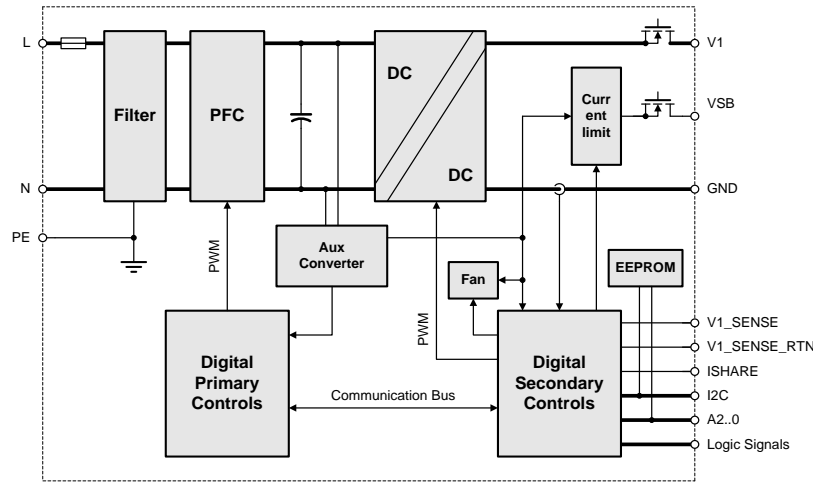 L
V1
DC
Curr
ent
limit
VSB
Filter
PFC
DC
N
GND
PE
PWM
Aux
Converter
EEPROM
Fan
PWM
V1_SENSE
V1_SENSE_RTN
Digital
Primary
Controls
Digital
Secondary
Controls
ISHARE
Communication Bus
I2C
A2..0
Logic Signals